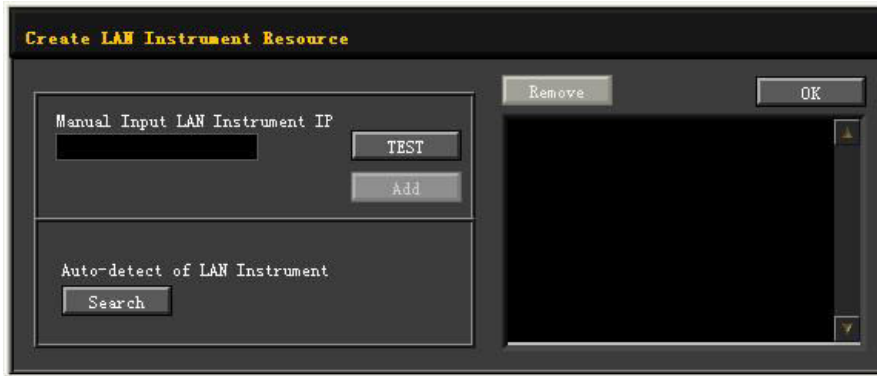 Create LAN Instrument Resource
Manual Input LAN Instrument IP
TEST
Add
Auto-detect of LAN Instrument
Search
Remove
OK